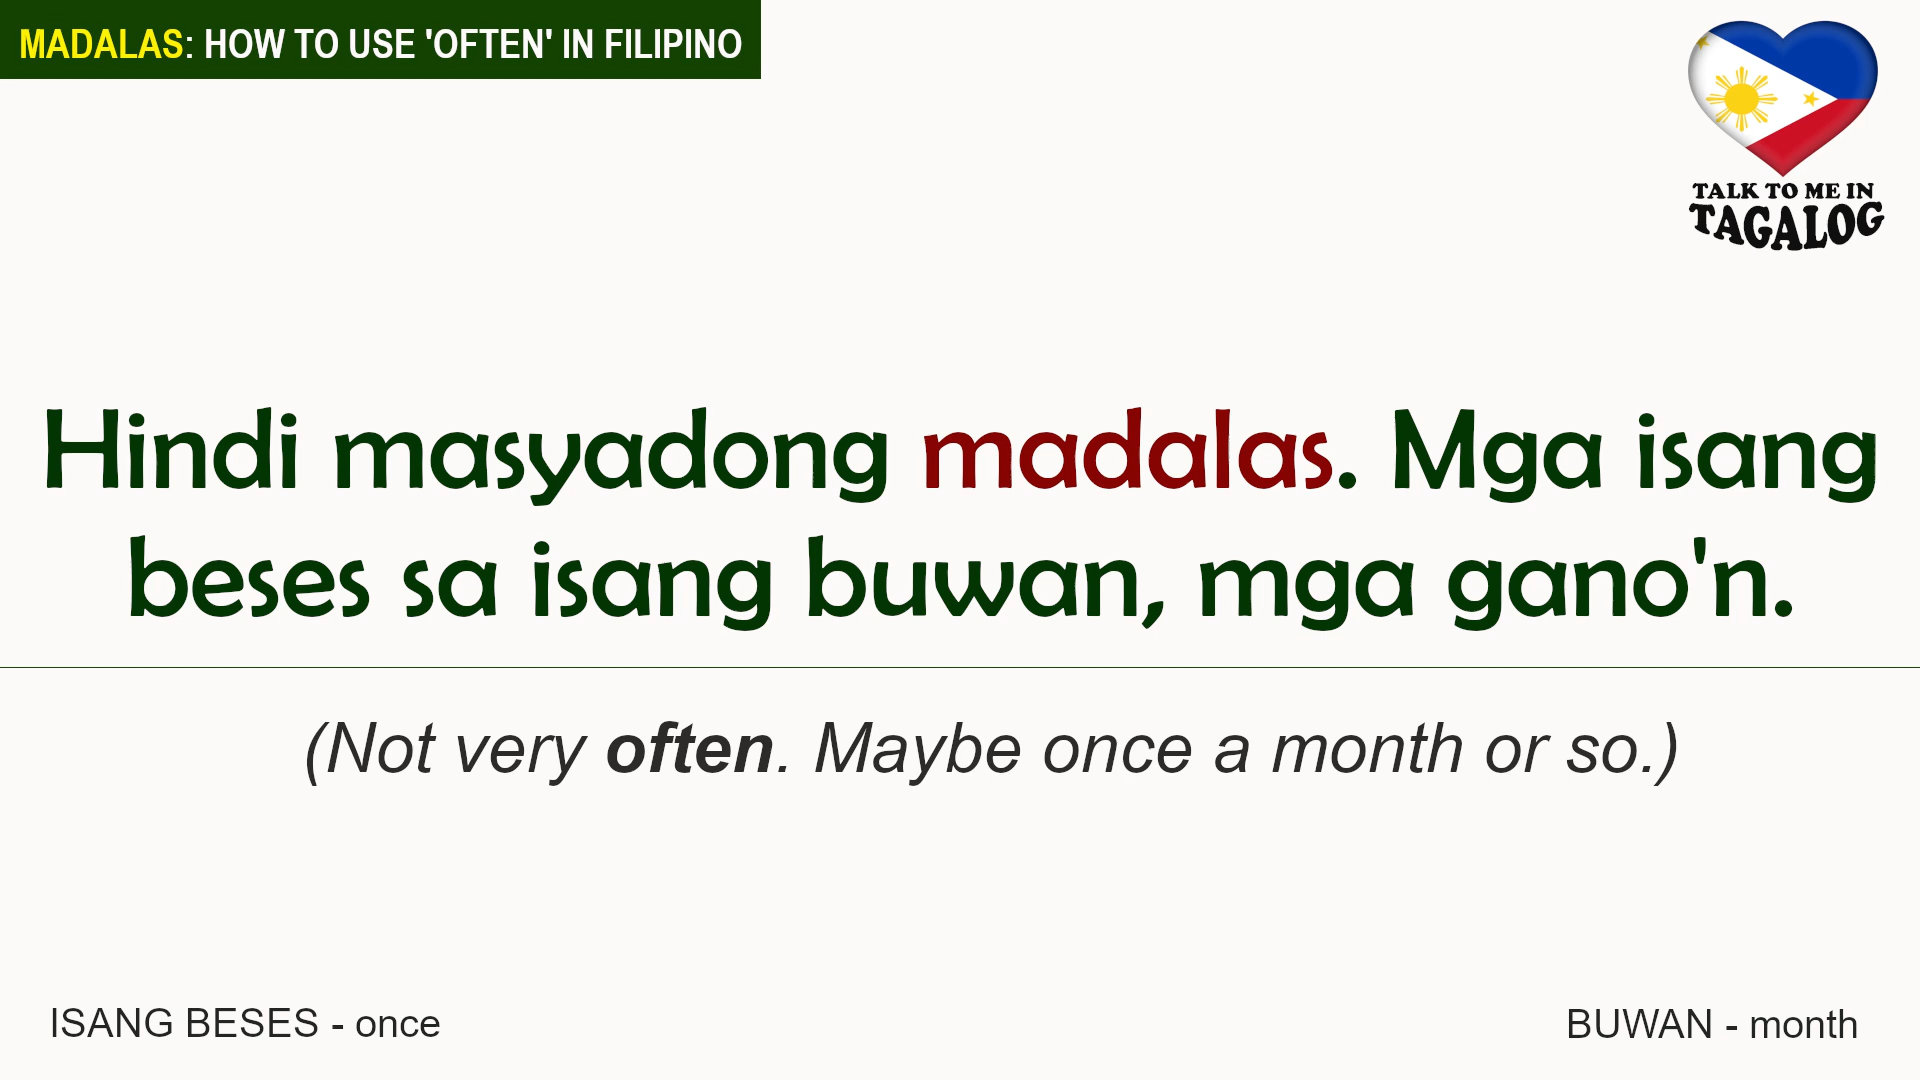 MADALAS: HOW TO USE 'OFTEN' IN FILIPINO
TALK TO ME IN
TAGALOG
Hindi masyadong madalas. Mga isang
beses sa isang buwan, mga gano'n.
(Not very often. Maybe once a month or so.)
ISANG BESES - once
BUWAN - month